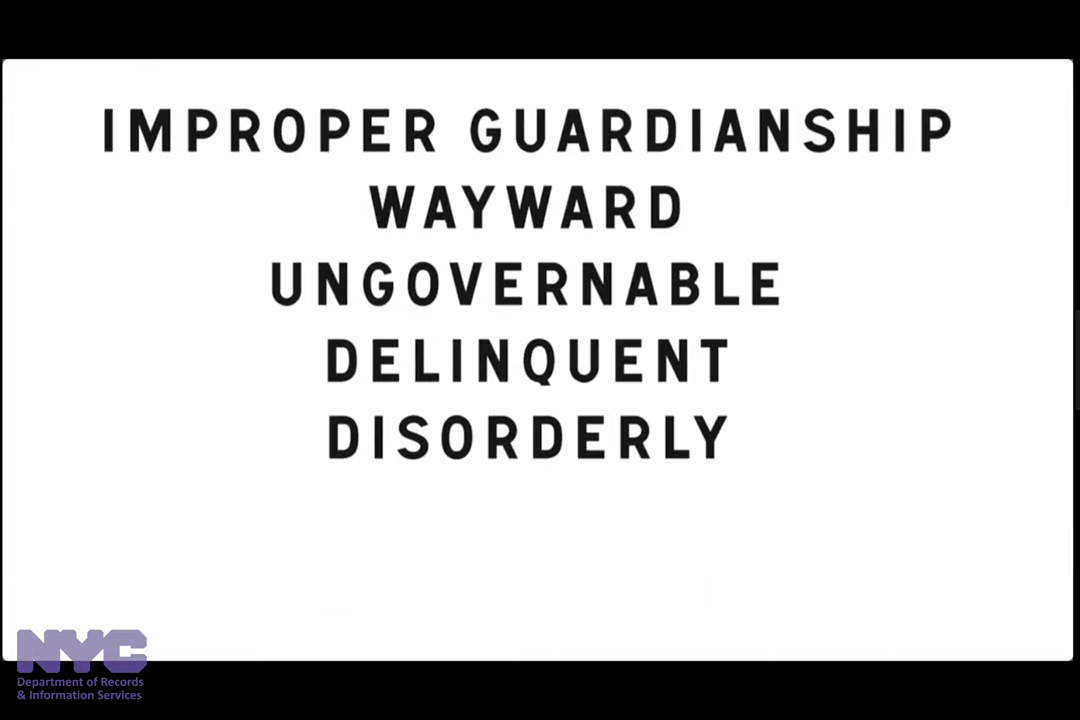 IMPROPER GUARDIANSHIP
WAYWARD
UNGOVERNABLE
DELINQUENT
DISORDERLY
NYC
Department of Records
& Information Services